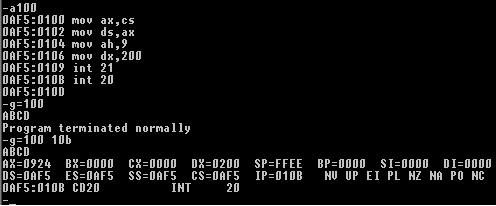 -a100
0AF5:0100 mov ax,cs
0AF5:0102 mov ds,ax
0AF5:0104 mov ah,9
0AF5:0106 mov dx,200
0AF5:0109 int 21
0AF5:010B int 20
0AF5:010D
-g=100
ABCD
Program terminated normally
-g=100 10b
ABCD
AX=0924 BX=0000 CX=0000 DX=0200 SP=FFEE BP=0000 SI=0000 DI=0000
DS=0AF5 ES=0AF5 SS=0AF5 CS=0AF5 IP=010B NV UP EI PL NZ NA PO NC
0AF5:010B CD20 INT 20
-_